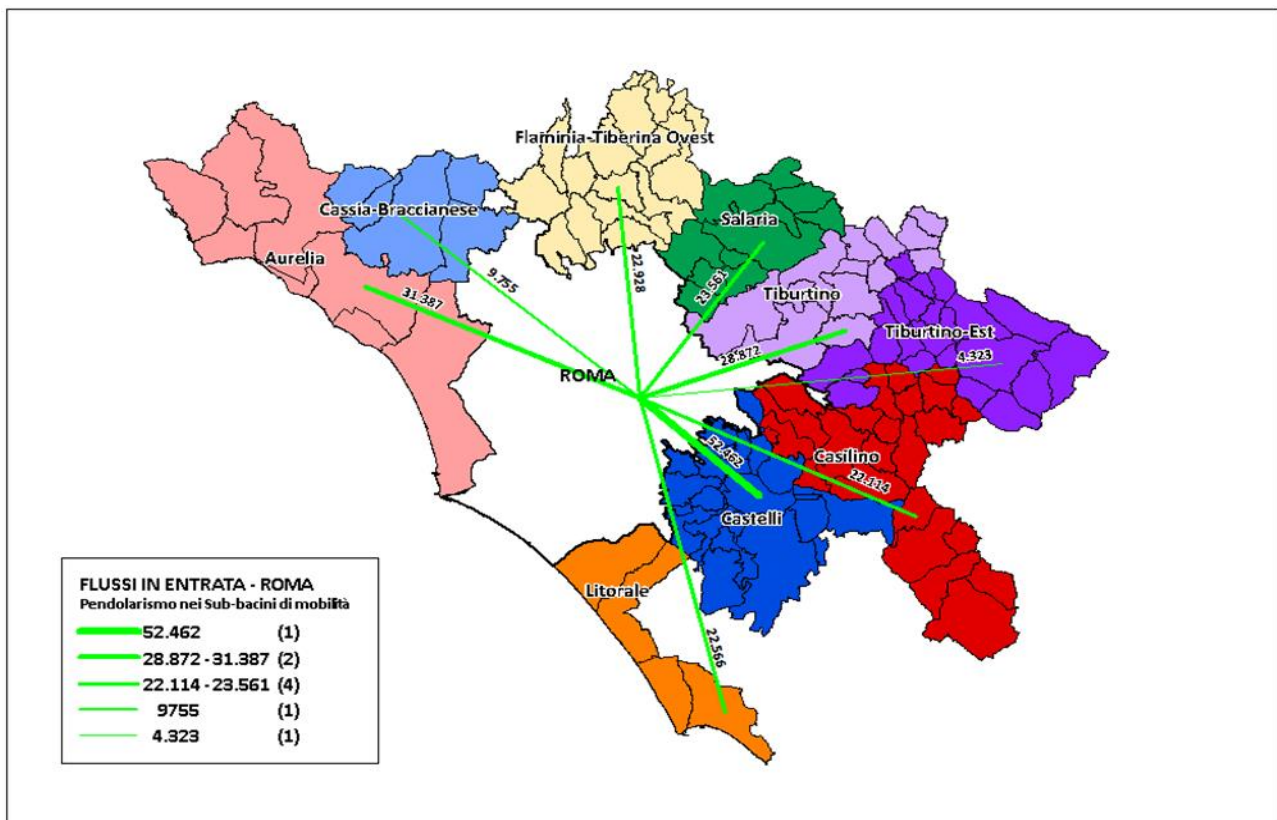 Flaminia-Tiberina Ovest
Cassia-Braccianese
Salaria
Aurelia
9.755
22.928
23.561
31.387
Tiburtino
Tiburtino-Est
28.872
4.323
ROMA
52.462
Casilino
22.114
Castelli
Litorale
22.566
FLUSSI IN ENTRATA - ROMA
Pendolarismo nei Sub-bacini di mobilità
52.462 (1)
28.872 - 31.387 (2)
22.114 - 23.561 (4)
9755 (1)
4.323 (1)